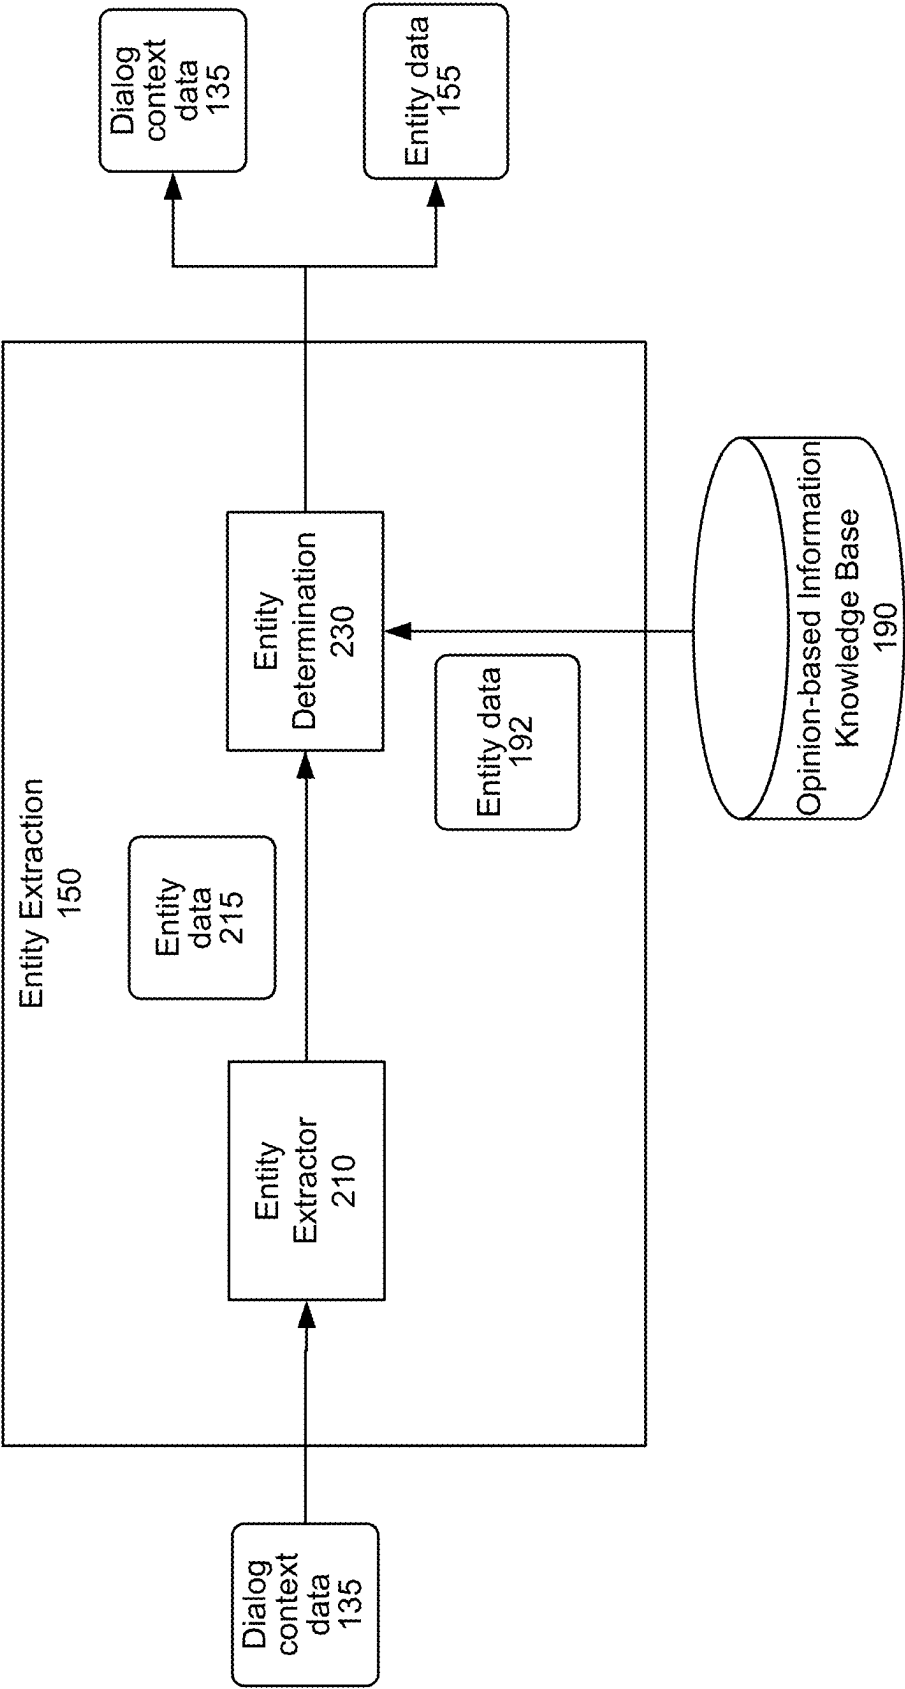 Entity Extraction
150
Dialog
context
data
135
Entity
Extractor
210
Entity
data
215
Entity
Determination
230
Entity data
192
Opinion-based Information
Knowledge Base
190
Dialog
context
data
135
Entity data
155